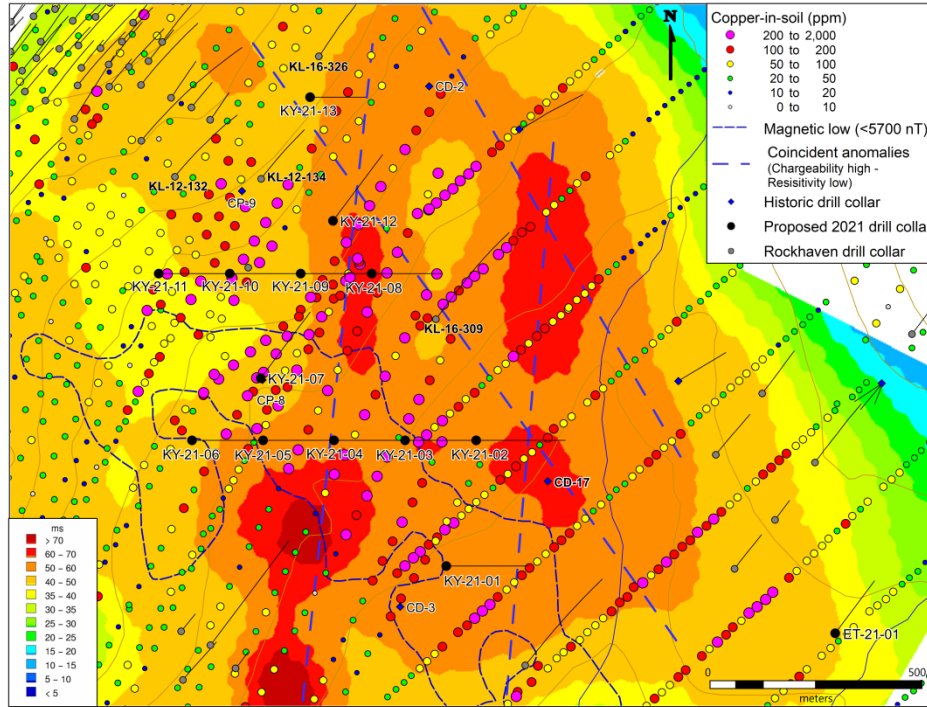 N
KL-16-326
KY-21-13
CD-2
KL-12-132
KL-12-134
CP-9
KY-21-12
KY-21-11
KY-21-10
KY-21-09
KY-21-08
KL-16-309
KY-21-07
CP-8
KY-21-06
KY-21-05
KY-21-04
KY-21-03
KY-21-02
CD-17
KY-21-01
CD-3
ET-21-01
Copper-in-soil (ppm)
200 to 2,000
100 to 200
50 to 100
20 to 50
10 to 20
0 to 10
Magnetic low (<5700 nT)
Coincident anomalies
(Chargeability high -
Resisitivity low)
Historic drill collar
Proposed 2021 drill colla
Rockhaven drill collar
ms
> 70
60 – 70
50 – 60
40 – 50
35 – 40
30 – 35
25 – 30
20 – 25
15 – 20
10 – 15
5 – 10
< 5
0
500
meters